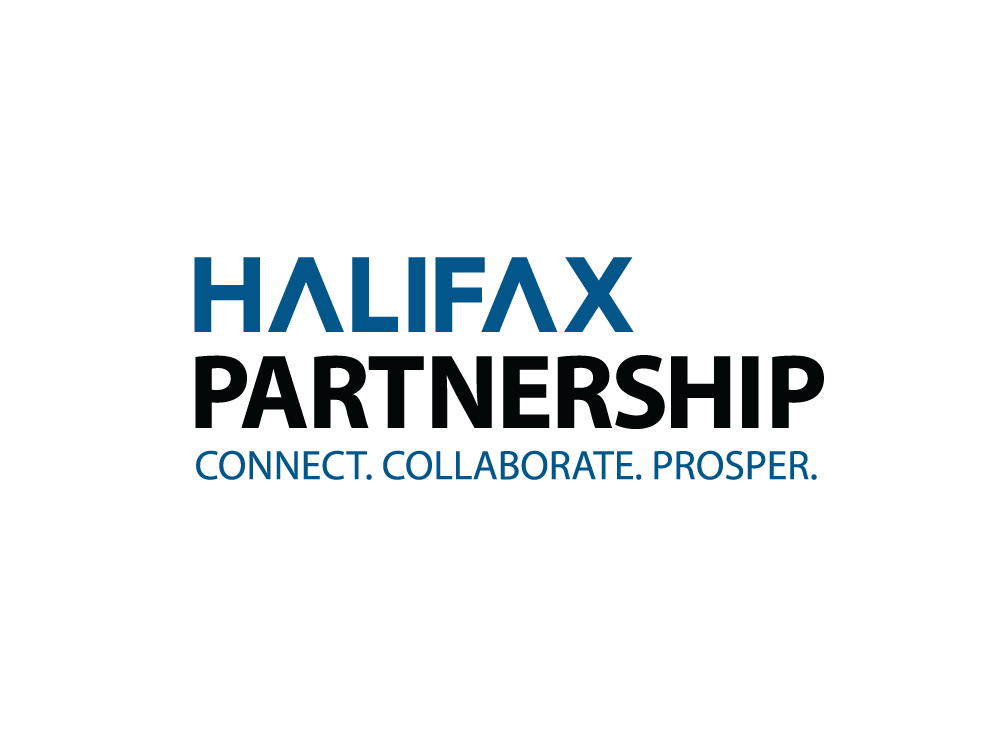 HALIFAX
PARTNERSHIP
CONNECT. COLLABORATE. PROSPER.